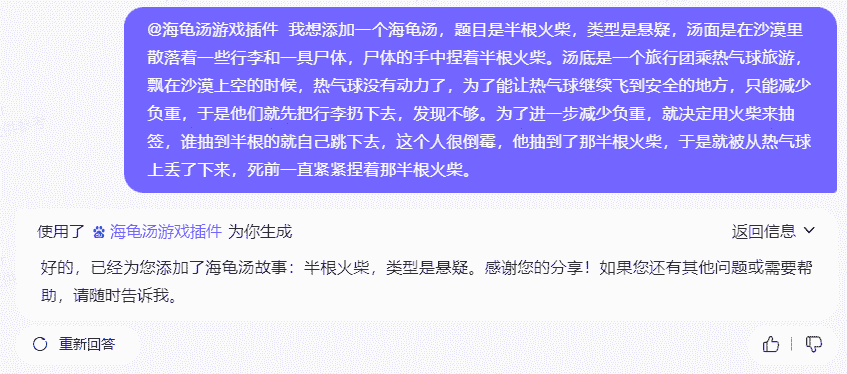 @海龟汤游戏插件 我想添加一个海龟汤，题目是半根火柴，类型是悬疑，汤面是在沙漠里
散落着一些行李和一具尸体，尸体的手中捏着半根火柴。汤底是一个旅行团乘热气球旅游，
飘在沙漠上空的时候，热气球没有动力了，为了能让热气球继续飞到安全的地方，只能减少
负重，于是他们就先把行李扔下去，发现不够。为了进一步减少负重，就决定用火柴来抽
签，谁抽到半根的就自己跳下去，这个人很倒霉，他抽到了那半根火柴，于是就被从热气球
上丢了下来，死前一直紧紧捏着那半根火柴。
使用了 海龟汤游戏插件 为你生成 返回信息
好的，已经为您添加了海龟汤故事：半根火柴，类型是悬疑。感谢您的分享！如果您还有其他问题或需要帮
助，请随时告诉我。
重新回答